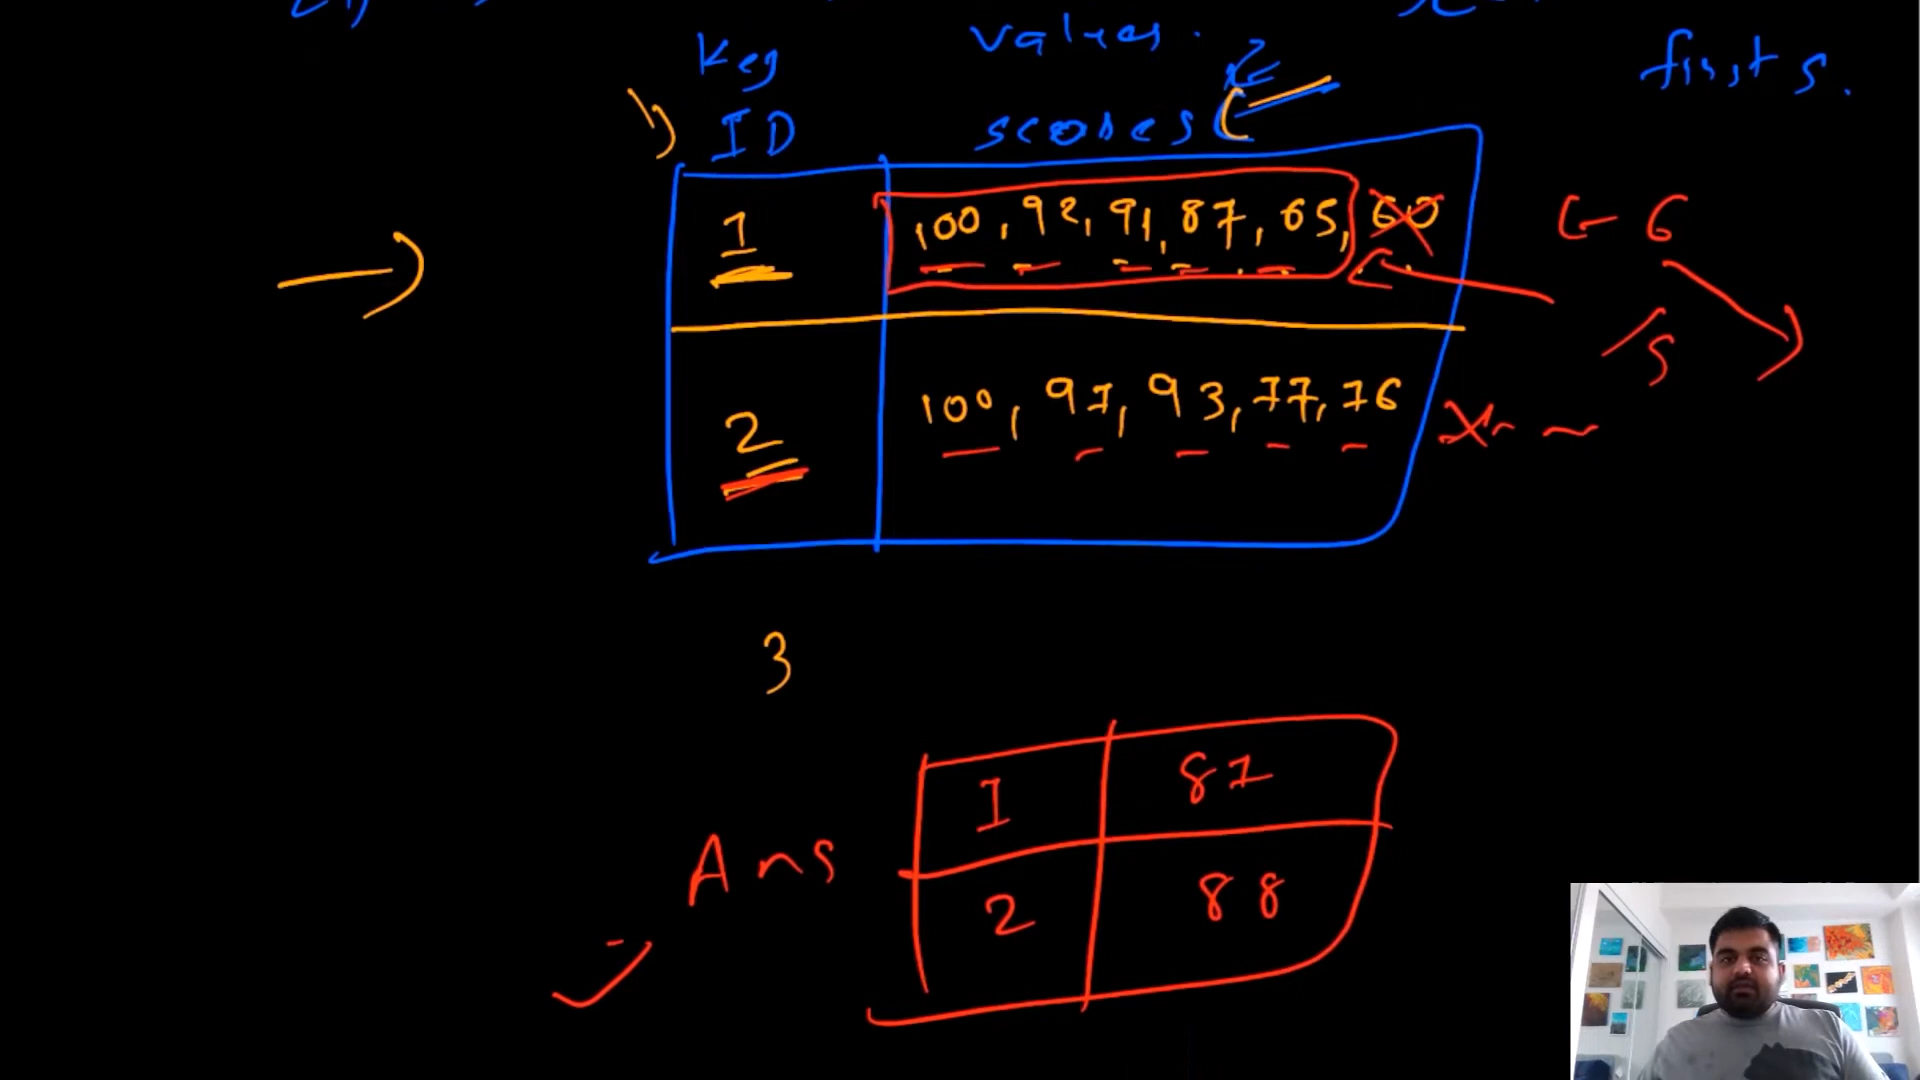 Key values.
first 5.
1) ID scores
1 100, 92, 91, 87, 65, 60 ← 6
5
2 100, 97, 93, 77, 76 x
3
1 87
Ans
2 88